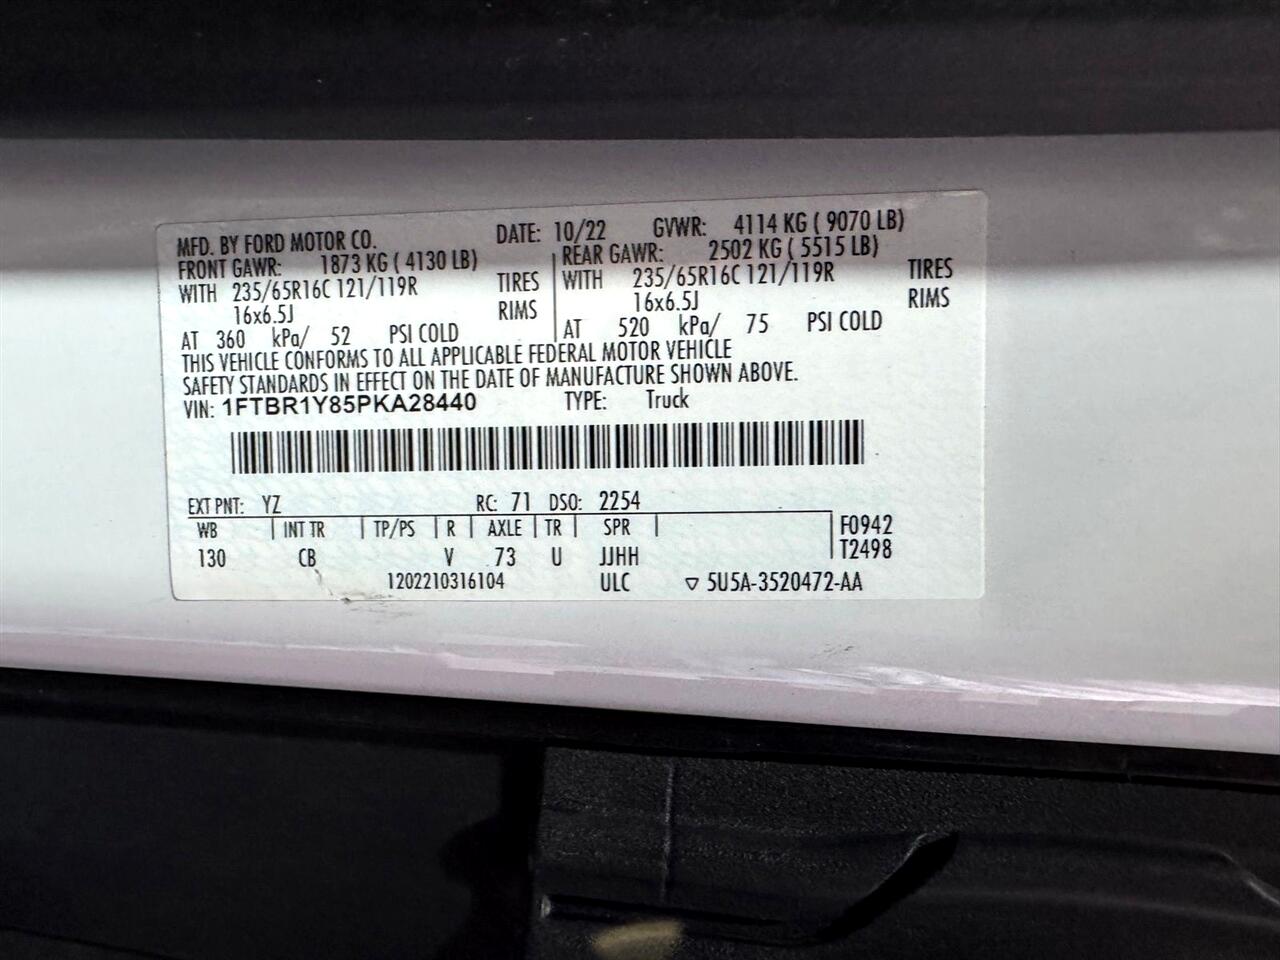 MFD. BY FORD MOTOR CO. DATE: 10/22 GVWR: 4114 KG ( 9070 LB)
FRONT GAWR: 1873 KG ( 4130 LB) REAR GAWR: 2502 KG ( 5515 LB)
WITH 235/65R16C 121/119R TIRES WITH 235/65R16C 121/119R TIRES
16x6.5J RIMS 16x6.5J RIMS
AT 360 kPa/ 52 PSI COLD AT 520 kPa/ 75 PSI COLD
THIS VEHICLE CONFORMS TO ALL APPLICABLE FEDERAL MOTOR VEHICLE
SAFETY STANDARDS IN EFFECT ON THE DATE OF MANUFACTURE SHOWN ABOVE.
VIN: 1FTBR1Y85PKA28440 TYPE: Truck
EXT PNT: YZ RC: 71 DSO: 2254
WB INT TR TP/PS R AXLE TR SPR F0942
130 CB V 73 U JJHH T2498
1202210316104 ULC ▽ 5U5A-3520472-AA